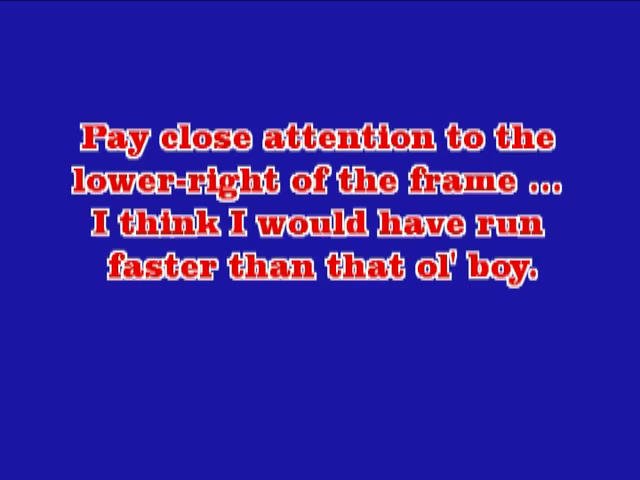 Pay close attention to the
lower-right of the frame ...
I think I would have run
faster than that ol' boy.